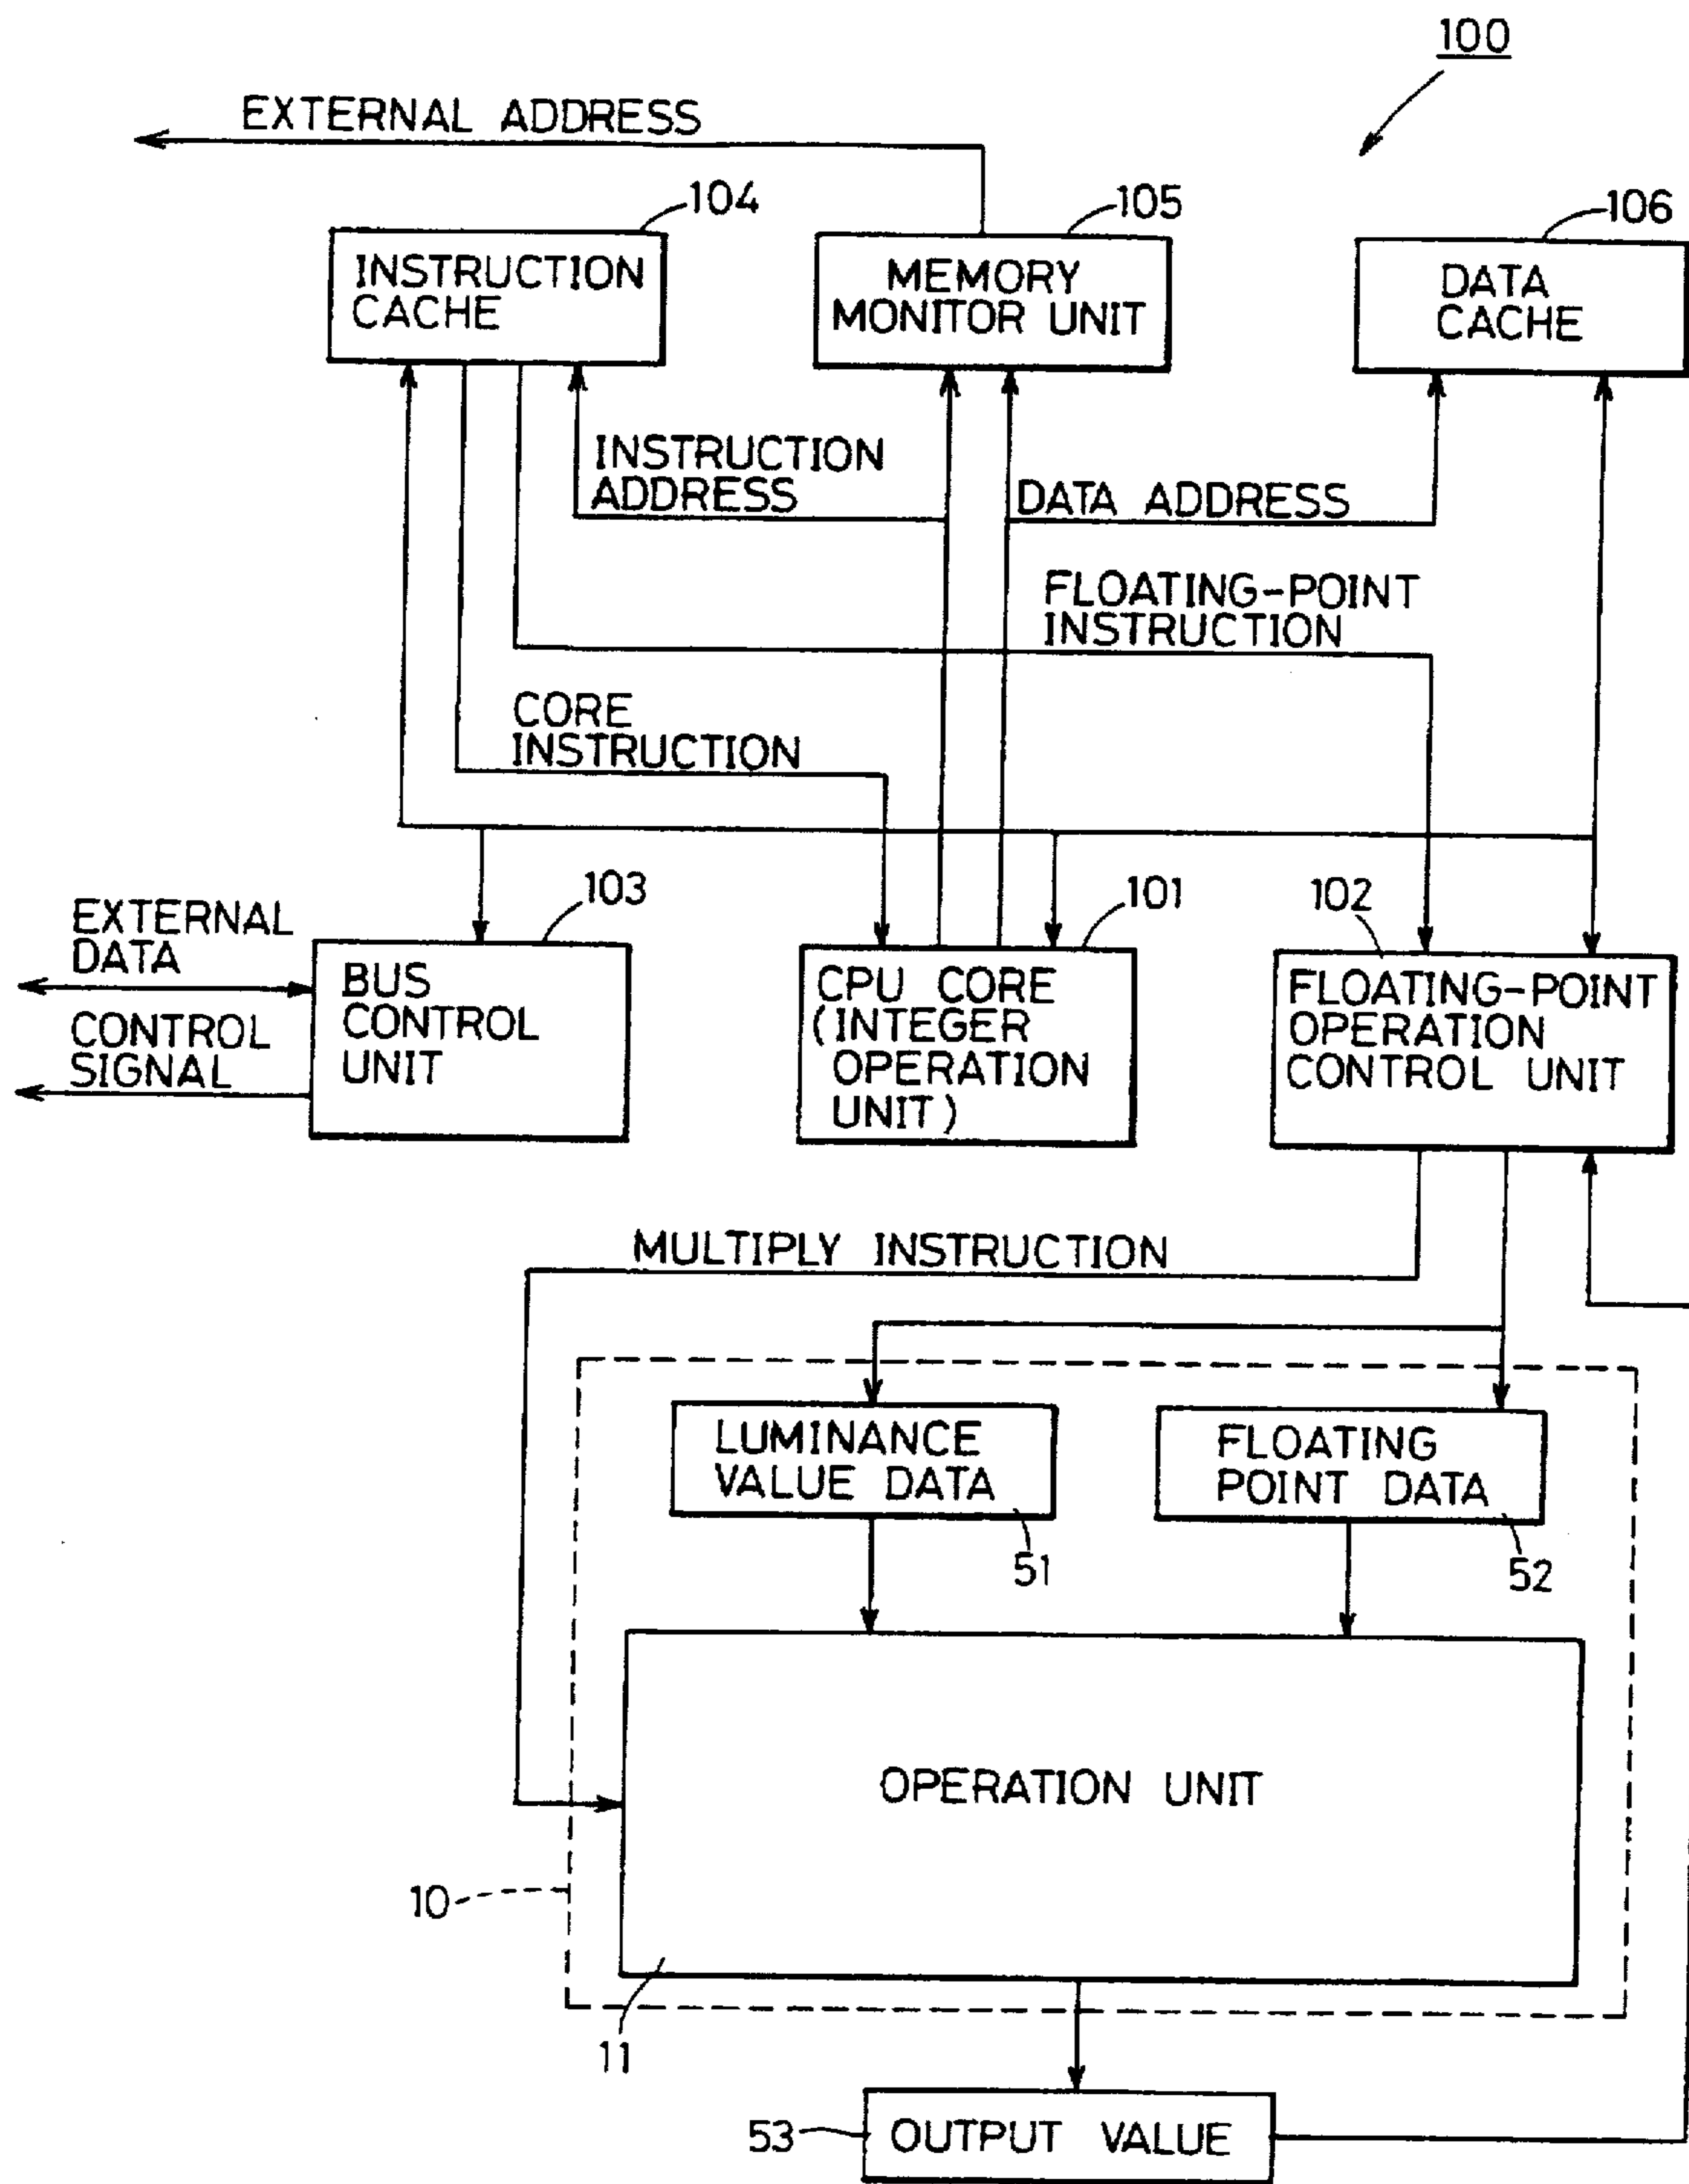 100
EXTERNAL ADDRESS
104
105
106
INSTRUCTION
CACHE
MEMORY
MONITOR UNIT
DATA
CACHE
INSTRUCTION
ADDRESS
DATA ADDRESS
FLOATING-POINT
INSTRUCTION
CORE
INSTRUCTION
103
101
102
EXTERNAL
DATA
CONTROL
SIGNAL
BUS
CONTROL
UNIT
CPU CORE
(INTEGER
OPERATION
UNIT)
FLOATING-POINT
OPERATION
CONTROL UNIT
MULTIPLY INSTRUCTION
LUMINANCE
VALUE DATA
51
FLOATING
POINT DATA
52
OPERATION UNIT
10
11
53
OUTPUT VALUE